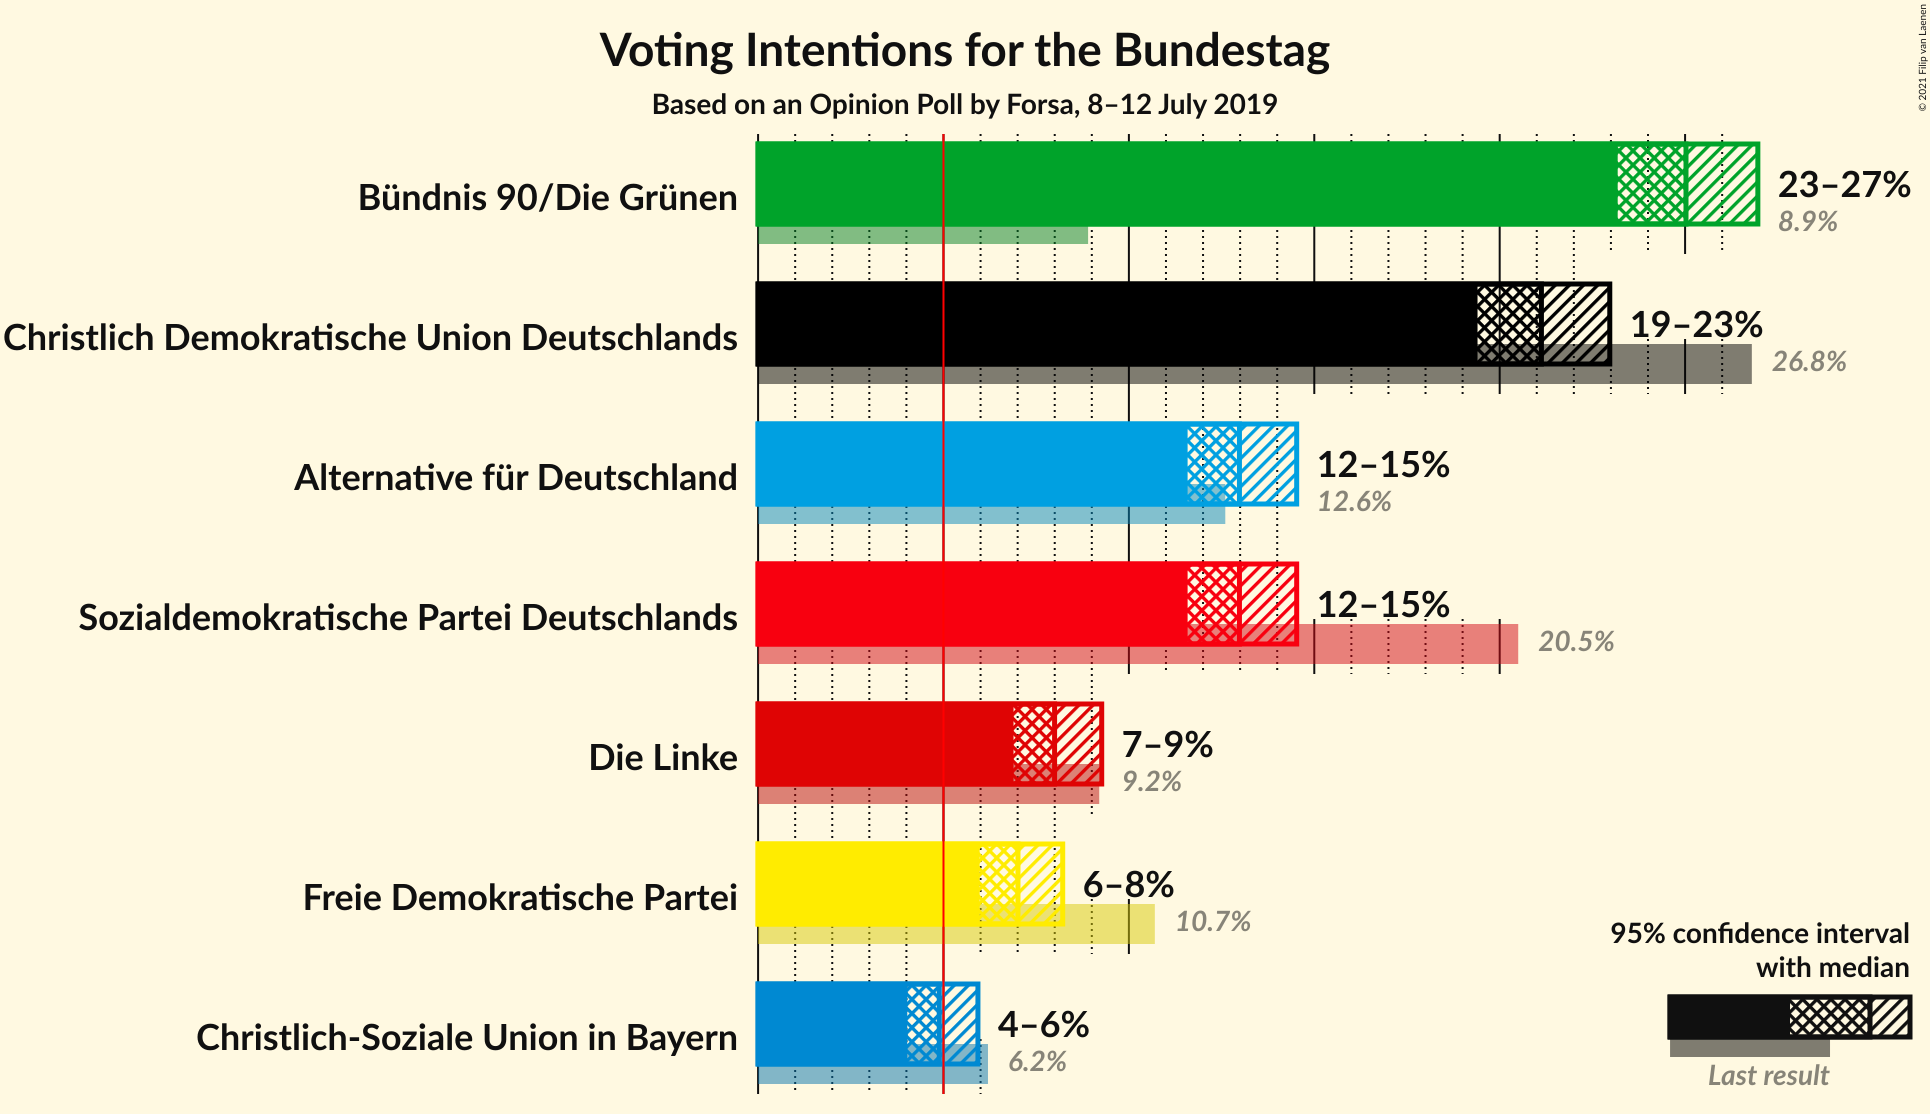 Voting Intentions for the Bundestag
Based on an Opinion Poll by Forsa, 8–12 July 2019
© 2021 Filip van Laenen
Bündnis 90/Die Grünen
23–27%
8.9%
Christlich Demokratische Union Deutschlands
19–23%
26.8%
Alternative für Deutschland
12–15%
12.6%
Sozialdemokratische Partei Deutschlands
12–15%
20.5%
Die Linke
7–9%
9.2%
Freie Demokratische Partei
6–8%
10.7%
Christlich-Soziale Union in Bayern
4–6%
6.2%
95% confidence interval
with median
Last result